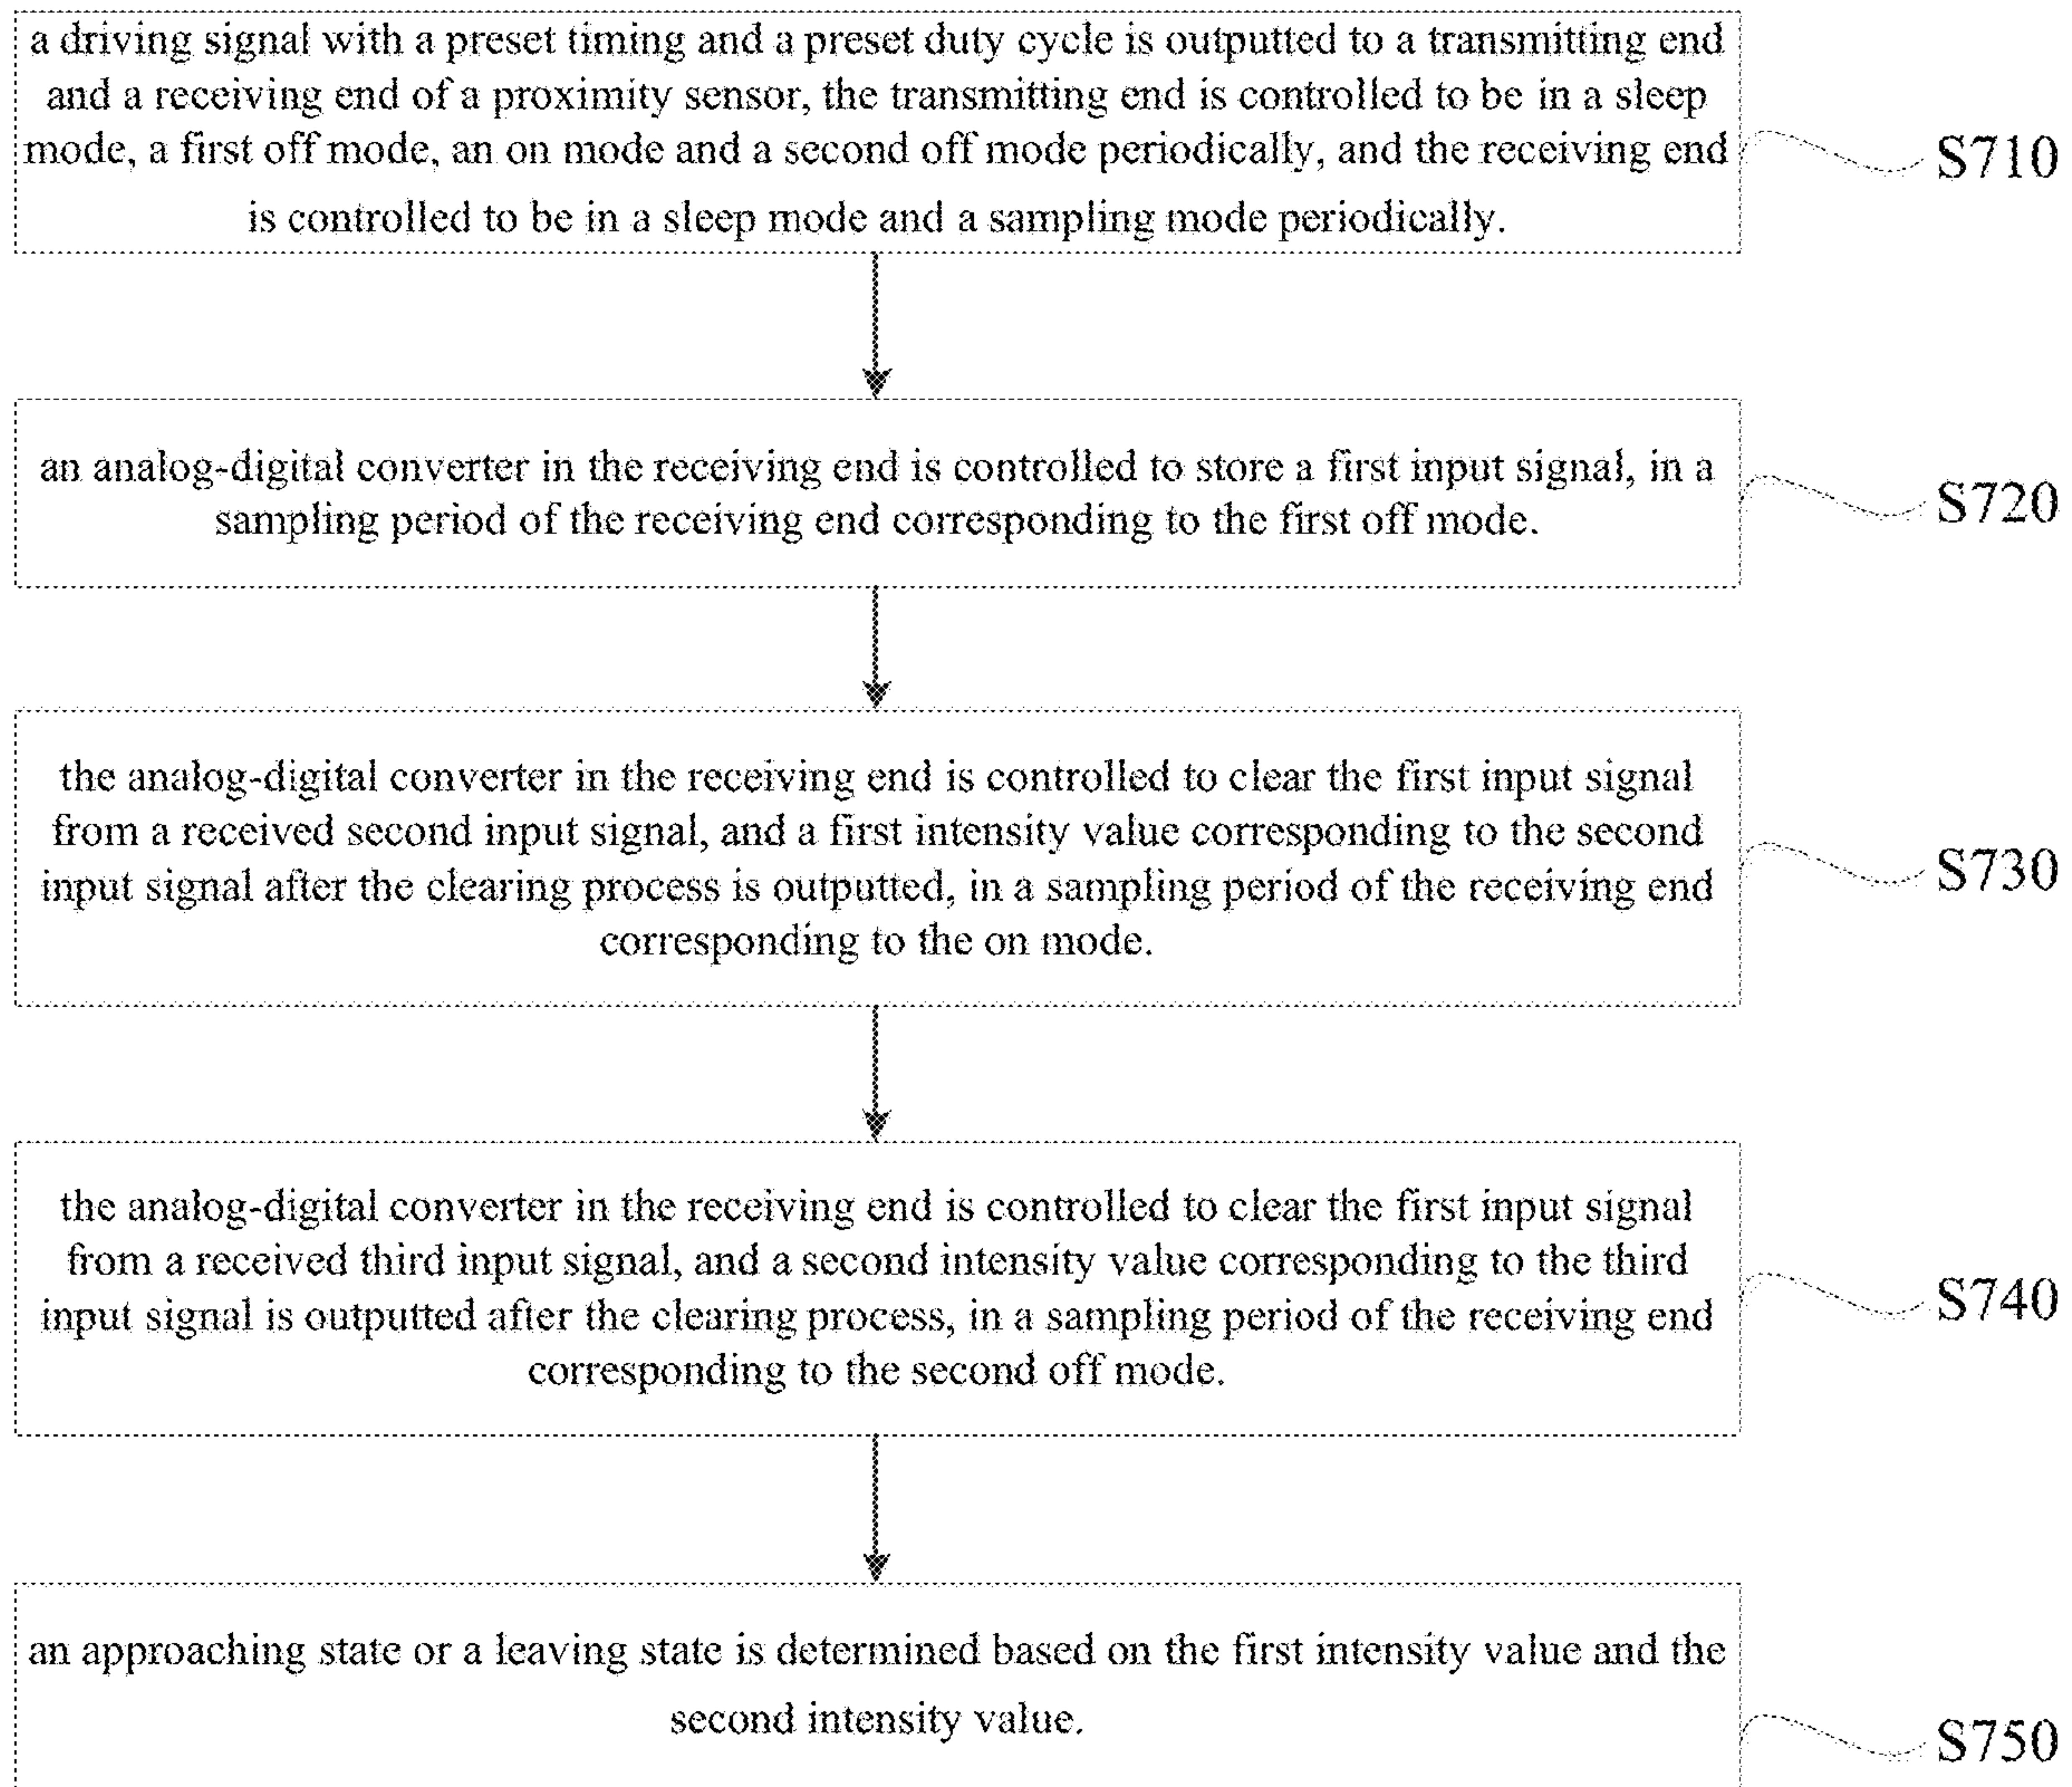 a driving signal with a preset timing and a preset duty cycle is outputted to a transmitting end
and a receiving end of a proximity sensor, the transmitting end is controlled to be in a sleep
mode, a first off mode, an on mode and a second off mode periodically, and the receiving end
is controlled to be in a sleep mode and a sampling mode periodically.
S710
an analog-digital converter in the receiving end is controlled to store a first input signal, in a
sampling period of the receiving end corresponding to the first off mode.
S720
the analog-digital converter in the receiving end is controlled to clear the first input signal
from a received second input signal, and a first intensity value corresponding to the second
input signal after the clearing process is outputted, in a sampling period of the receiving end
corresponding to the on mode.
S730
the analog-digital converter in the receiving end is controlled to clear the first input signal
from a received third input signal, and a second intensity value corresponding to the third
input signal is outputted after the clearing process, in a sampling period of the receiving end
corresponding to the second off mode.
S740
an approaching state or a leaving state is determined based on the first intensity value and the
second intensity value.
S750